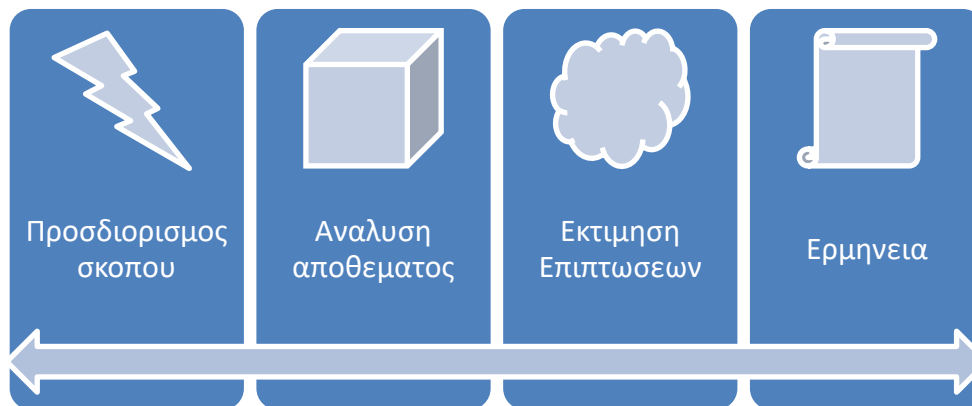 Προσδιορισμος
σκοπου
Αναλυση
αποθεματος
Εκτιμηση
Επιπτωσεων
Ερμηνεια